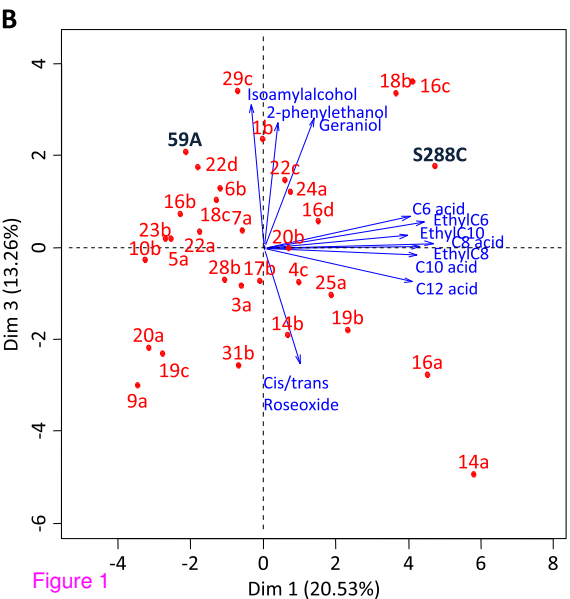 B
4
29c
18b
16c
Isoamylalcohol
2-phenylethanol
1b
Geraniol
59A
S288C
2
22d
22c
6b
24a
16b
18c
7a
16d
C6 acid
EthylC6
23b
20b
EthylC10
C8 acid
0
10b
5a
22a
EthylC8
28b
17b
4c
C10 acid
25a
C12 acid
3a
14b
19b
-2
20a
31b
16a
19c
Cis/trans
Roseoxide
9a
-4
14a
-6
Dim 3 (13.26%)
-4 -2 0 2 4 6 8
Dim 1 (20.53%)
Figure 1